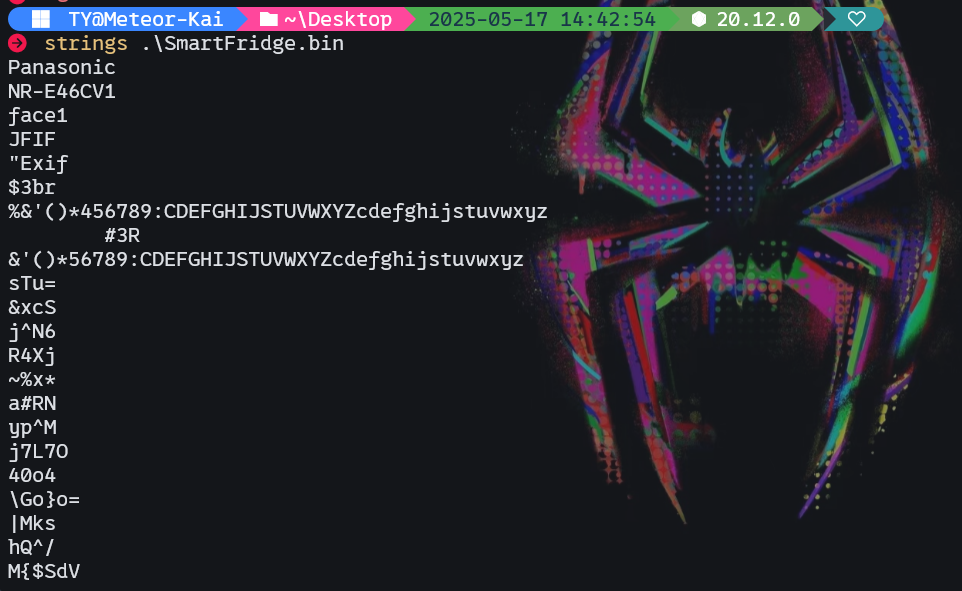 TY@Meteor-Kai ~\Desktop 2025-05-17 14:42:54 20.12.0
strings .\SmartFridge.bin
Panasonic
NR-E46CV1
face1
JFIF
"Exif
$3br
%&'()*456789:CDEFGHIJSTUVWXYZcdefghijstuvwxyz
#3R
&'()*56789:CDEFGHIJSTUVWXYZcdefghijstuvwxyz
sTu=
&xcS
j^N6
R4Xj
~%x*
a#RN
yp^M
j7L7O
40o4
\Go}o=
|Mks
hQ^/
M{$SdV